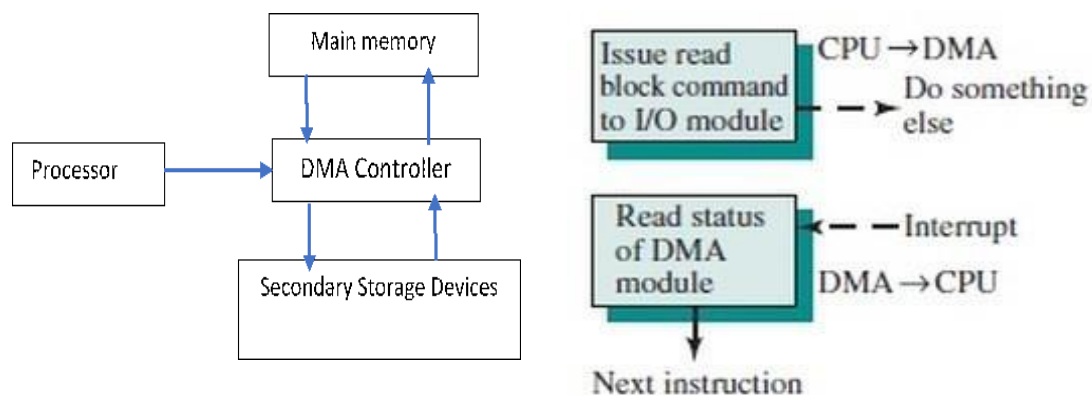 Main memory
Processor
DMA Controller
Secondary Storage Devices
Issue read
block command
to I/O module
CPU → DMA
Do something
else
Read status
of DMA
module
Interrupt
DMA → CPU
Next instruction